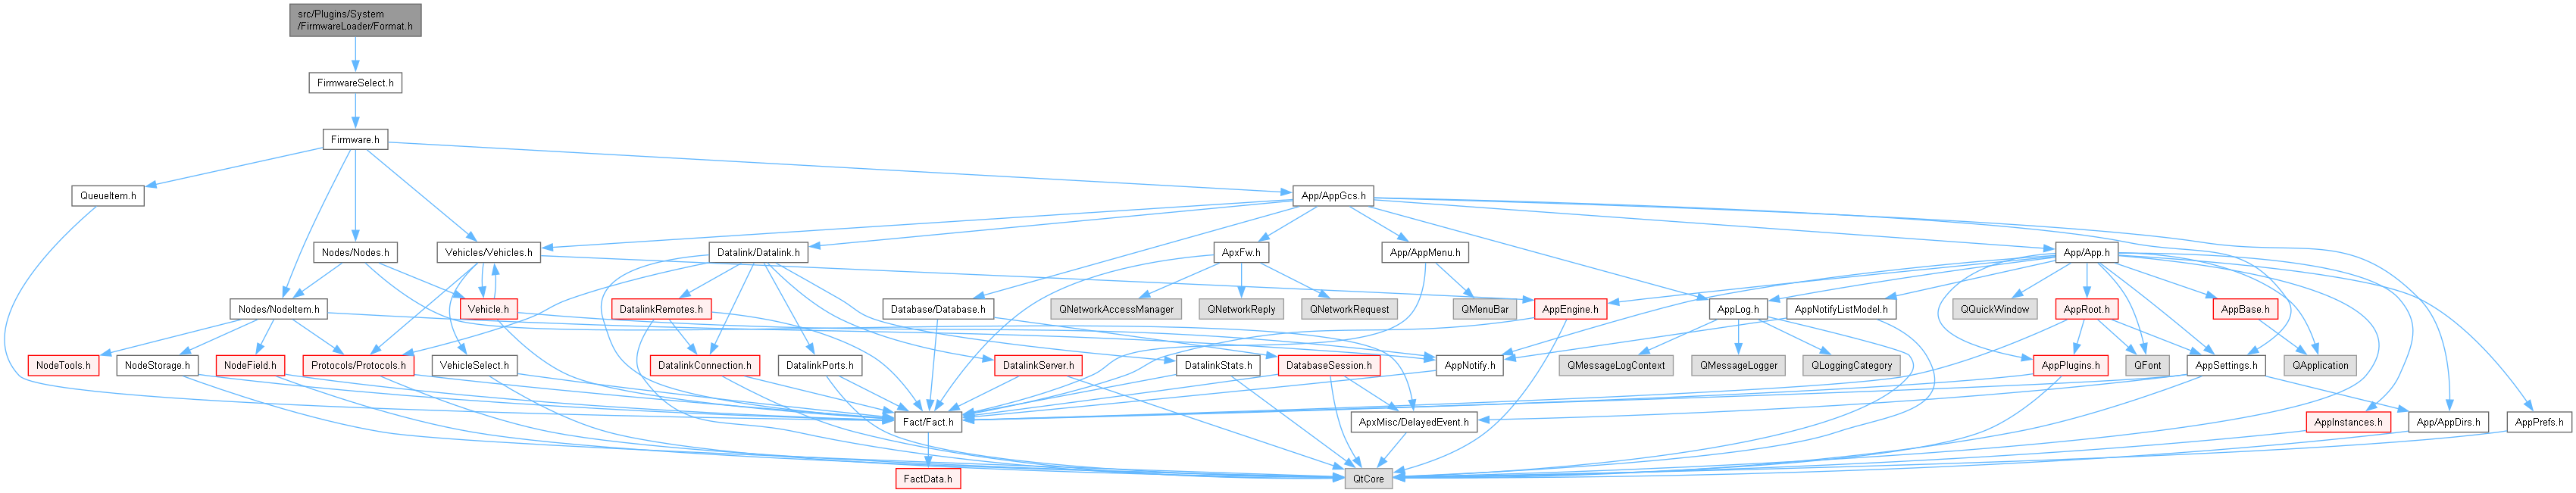 src/Plugins/System
/FirmwareLoader/Format.h
FirmwareSelect.h
Firmware.h
QueueItem.h
App/AppGcs.h
Nodes/Nodes.h
Vehicles/Vehicles.h
Datalink/Datalink.h
ApxFw.h
App/AppMenu.h
App/App.h
Nodes/NodeItem.h
Vehicle.h
DatalinkRemotes.h
Database/Database.h
QNetworkAccessManager
QNetworkReply
QNetworkRequest
QMenuBar
AppEngine.h
AppLog.h
AppNotifyListModel.h
QQuickWindow
AppRoot.h
AppBase.h
NodeTools.h
NodeStorage.h
NodeField.h
Protocols/Protocols.h
VehicleSelect.h
DatalinkConnection.h
DatalinkPorts.h
DatalinkServer.h
DatalinkStats.h
DatabaseSession.h
AppNotify.h
QMessageLogContext
QMessageLogger
QLoggingCategory
AppPlugins.h
QFont
AppSettings.h
QApplication
Fact/Fact.h
ApxMisc/DelayedEvent.h
AppInstances.h
App/AppDirs.h
AppPrefs.h
FactData.h
QtCore